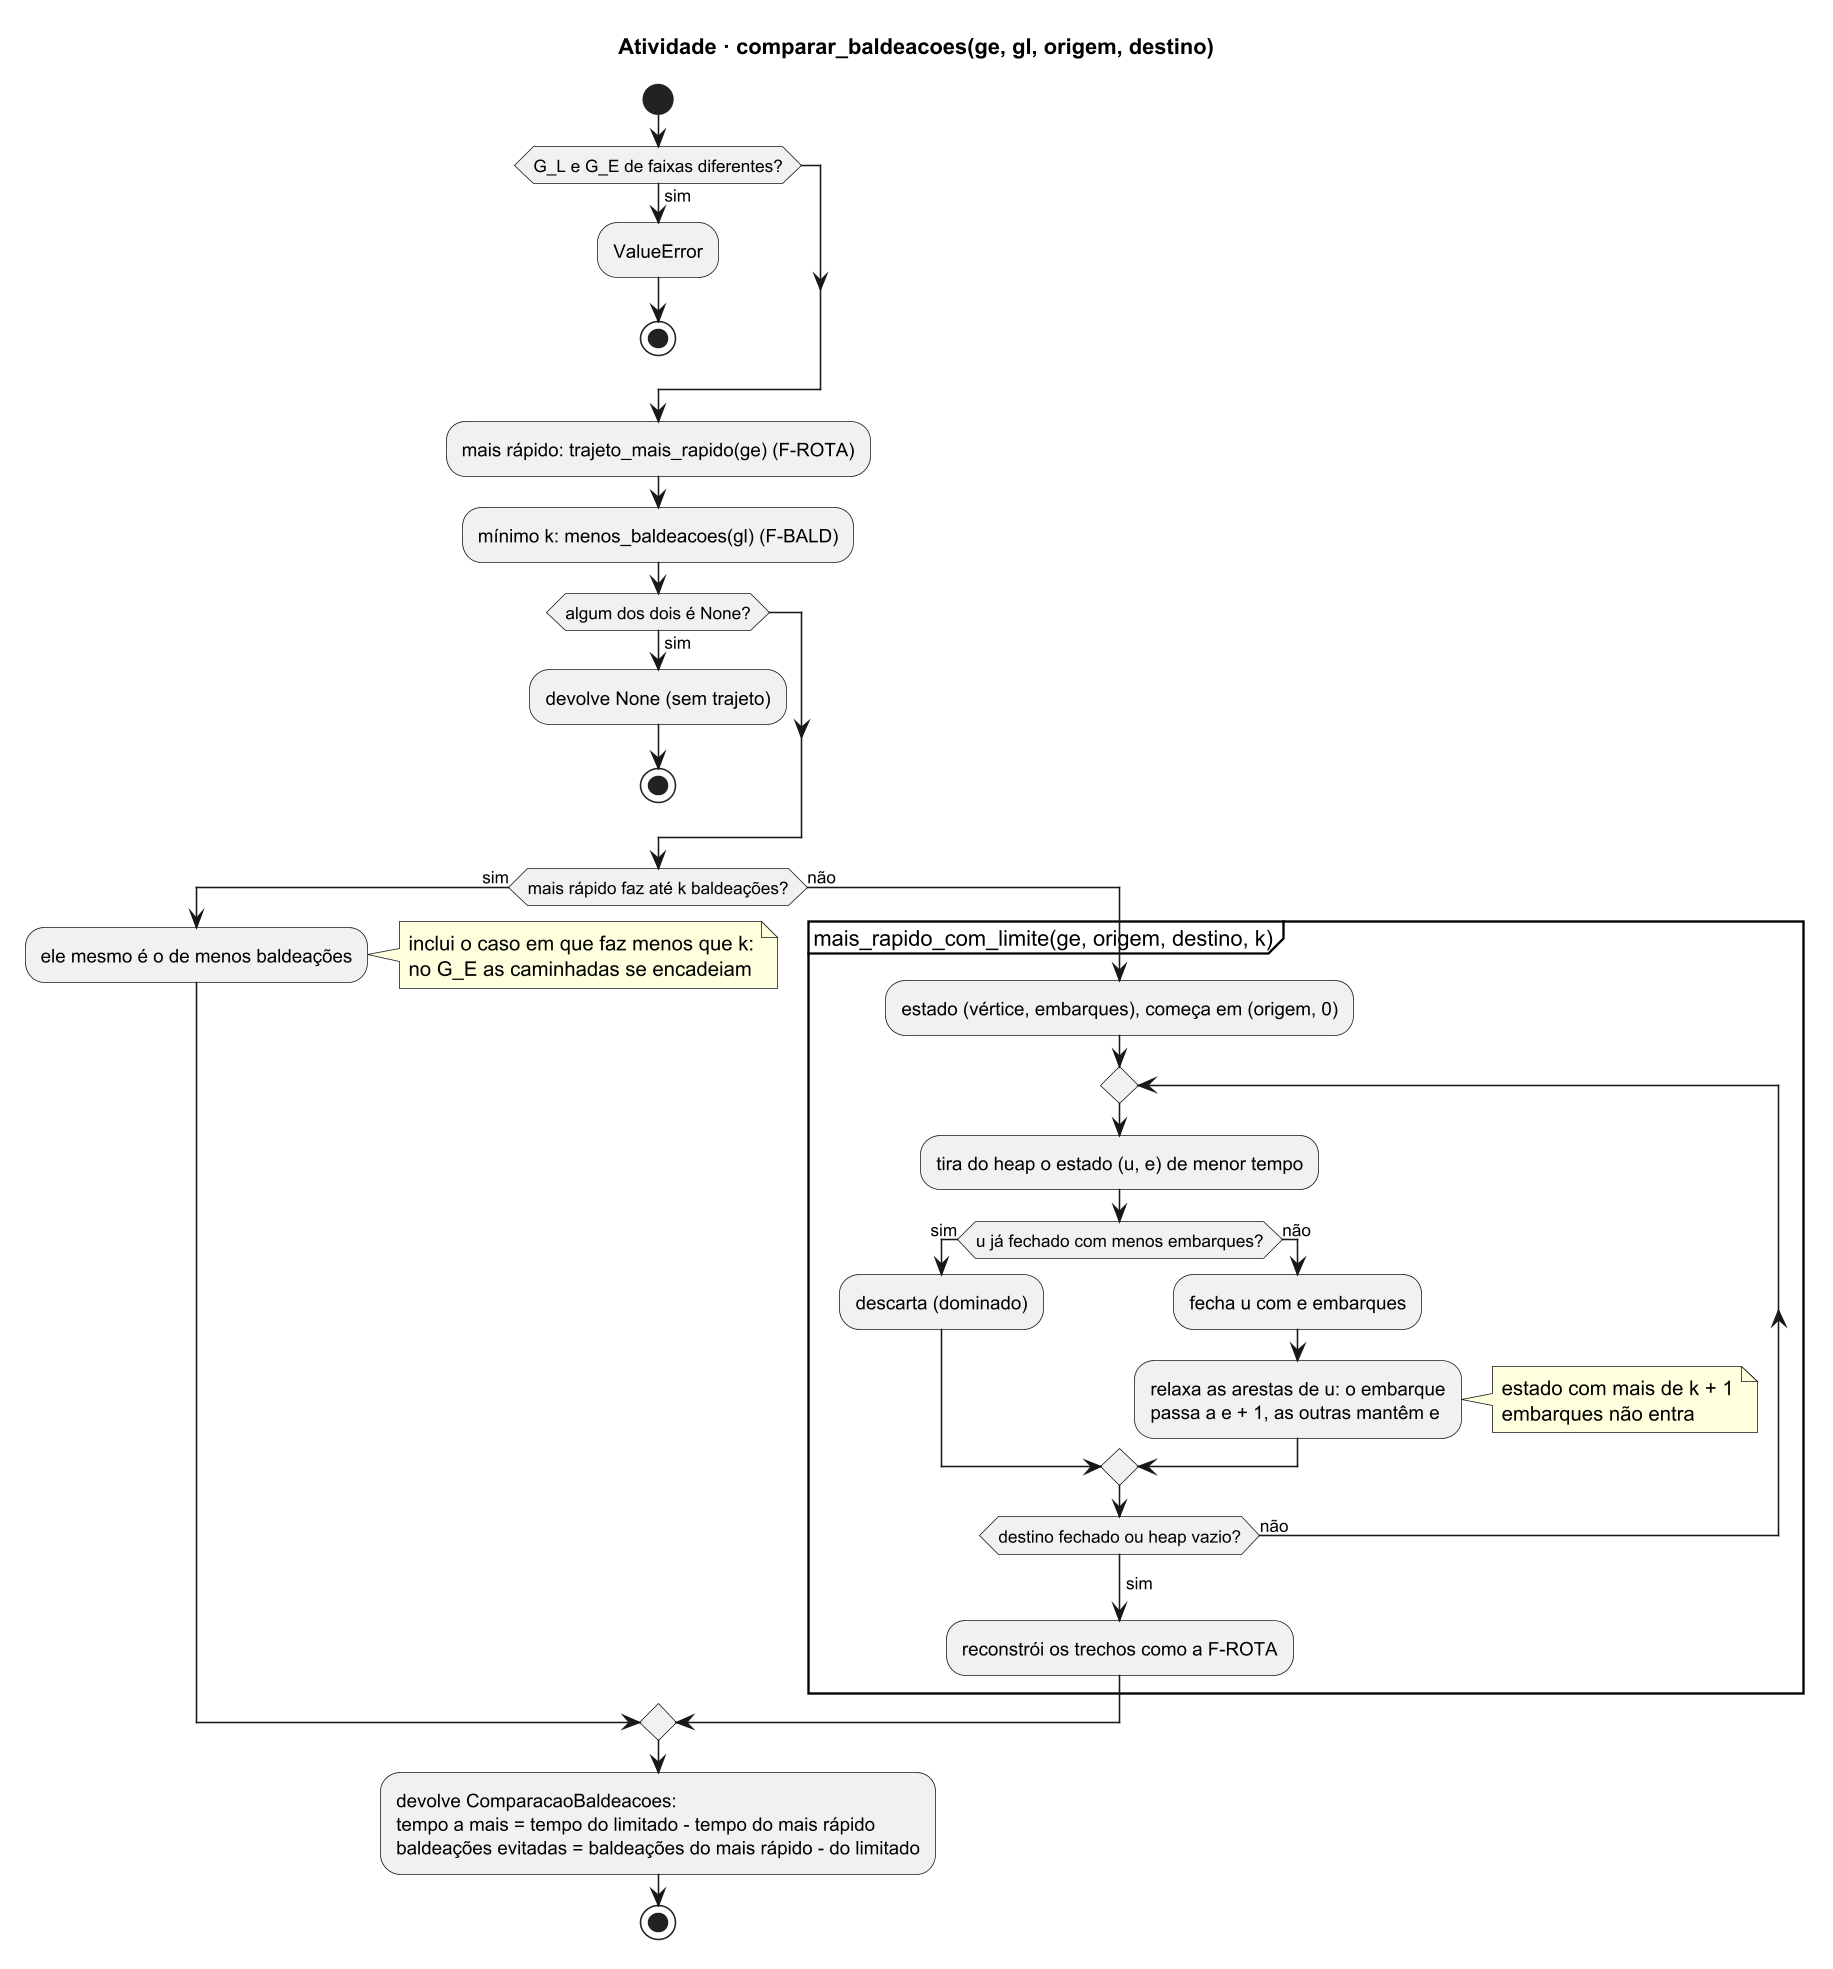 Atividade · comparar_baldeacoes(ge, gl, origem, destino)
G_L e G_E de faixas diferentes?
sim
ValueError
mais rápido: trajeto_mais_rapido(ge) (F-ROTA)
mínimo k: menos_baldeacoes(gl) (F-BALD)
algum dos dois é None?
sim
devolve None (sem trajeto)
sim
mais rápido faz até k baldeações?
não
ele mesmo é o de menos baldeações
inclui o caso em que faz menos que k:
no G_E as caminhadas se encadeiam
mais_rapido_com_limite(ge, origem, destino, k)
estado (vértice, embarques), começa em (origem, 0)
tira do heap o estado (u, e) de menor tempo
sim
u já fechado com menos embarques?
não
descarta (dominado)
fecha u com e embarques
relaxa as arestas de u: o embarque
passa a e + 1, as outras mantêm e
estado com mais de k + 1
embarques não entra
destino fechado ou heap vazio?
não
sim
reconstrói os trechos como a F-ROTA
devolve ComparacaoBaldeacoes:
tempo a mais = tempo do limitado - tempo do mais rápido
baldeações evitadas = baldeações do mais rápido - do limitado